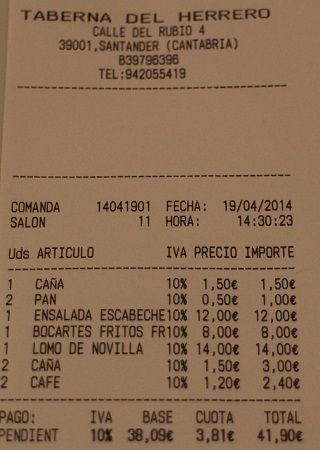 TABERNA DEL HERRERO
CALLE DEL RUBIO 4
39001,SANTANDER (CANTABRIA)
B39796396
TEL:942055419
COMANDA 14041901 FECHA: 19/04/2014
SALON 11 HORA: 14:30:23
Uds ARTICULO IVA PRECIO IMPORTE
1 CAÑA 10% 1,50€ 1,50€
2 PAN 10% 0,50€ 1,00€
1 ENSALADA ESCABECHE 10% 12,00€ 12,00€
1 BOCARTES FRITOS FR 10% 8,00€ 8,00€
1 LOMO DE NOVILLA 10% 14,00€ 14,00€
2 CAÑA 10% 1,50€ 3,00€
2 CAFE 10% 1,20€ 2,40€
PAGO: IVA BASE CUOTA TOTAL
PENDIENT 10% 38,09€ 3,81€ 41,90€